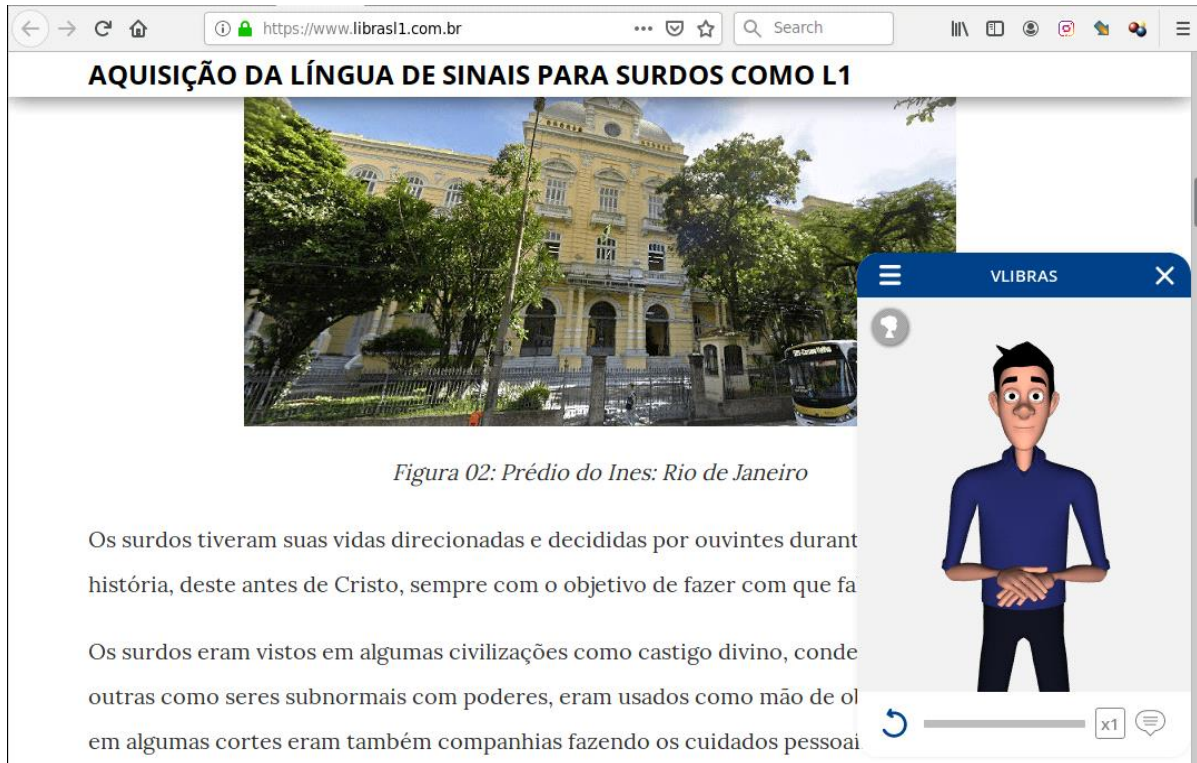 https://www.librasl1.com.br
Search
AQUISIÇÃO DA LÍNGUA DE SINAIS PARA SURDOS COMO L1
VLIBRAS
Figura 02: Prédio do Ines: Rio de Janeiro
Os surdos tiveram suas vidas direcionadas e decididas por ouvintes durant
história, deste antes de Cristo, sempre com o objetivo de fazer com que fa
Os surdos eram vistos em algumas civilizações como castigo divino, conde
outras como seres subnormais com poderes, eram usados como mão de ob
em algumas cortes eram também companhias fazendo os cuidados pessoai
x1